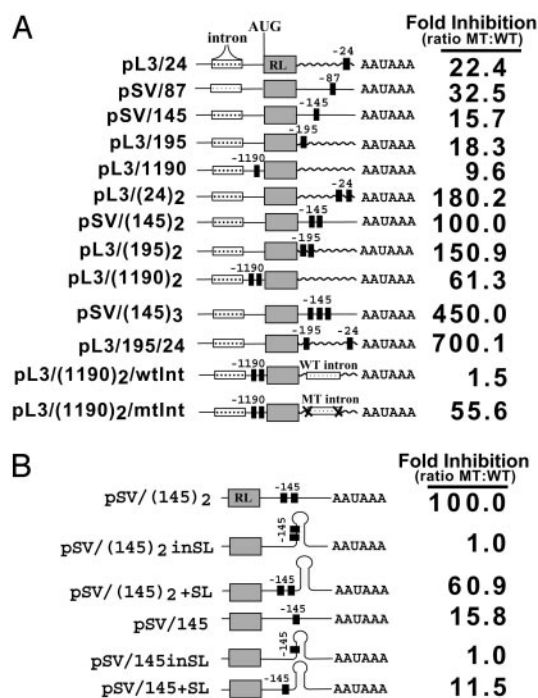 A
Fold Inhibition
(ratio MT:WT)
intron
AUG
pL3/24
RL
-24
AAUAAA
22.4
pSV/87
-87
AAUAAA
32.5
pSV/145
-145
AAUAAA
15.7
pL3/195
-195
AAUAAA
18.3
pL3/1190
-1190
AAUAAA
9.6
pL3/(24)2
-24
AAUAAA
180.2
pSV/(145)2
-145
AAUAAA
100.0
pL3/(195)2
-195
AAUAAA
150.9
pL3/(1190)2
-1190
AAUAAA
61.3
pSV/(145)3
-145
AAUAAA
450.0
pL3/195/24
-195
-24
AAUAAA
700.1
pL3/(1190)2/wtInt
-1190
WT intron
AAUAAA
1.5
pL3/(1190)2/mtInt
-1190
MT intron
AAUAAA
55.6
B
Fold Inhibition
(ratio MT:WT)
pSV/(145)2
RL
-145
AAUAAA
100.0
pSV/(145)2inSL
-145
AAUAAA
1.0
pSV/(145)2+SL
-145
AAUAAA
60.9
pSV/145
-145
AAUAAA
15.8
pSV/145inSL
-145
AAUAAA
1.0
pSV/145+SL
-145
AAUAAA
11.5